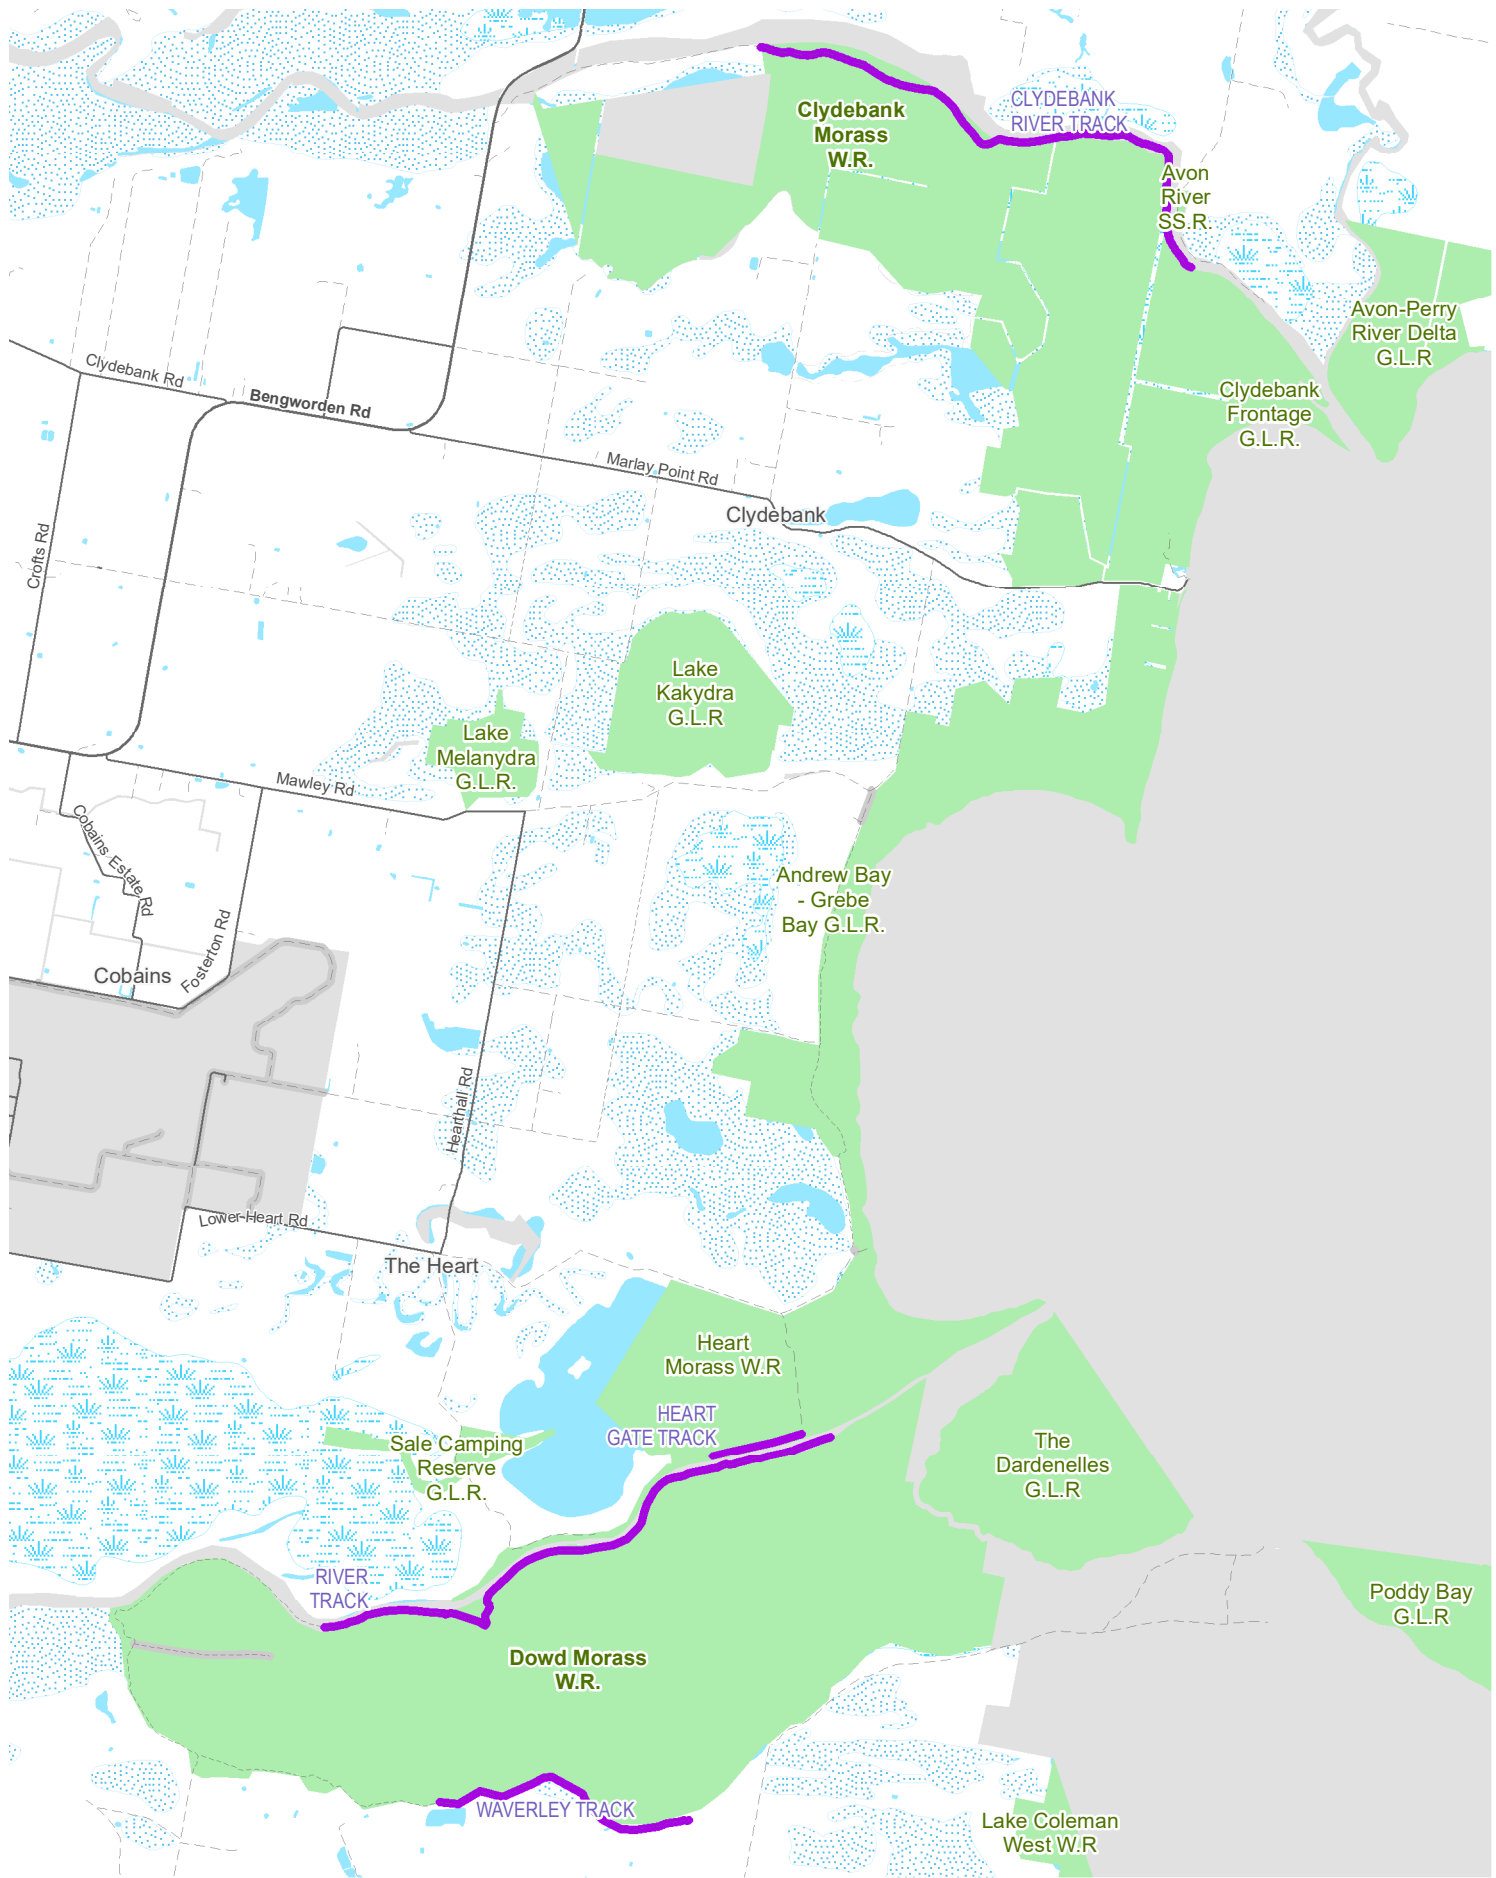 CLYDEBANK
RIVER TRACK
Clydebank
Morass
W.R.
Avon
River
SS.R.
Avon-Perry
River Delta
G.L.R
Clydebank Rd
Bengworden Rd
Clydebank
Frontage
G.L.R.
Marlay Point Rd
Clydebank
Crofts Rd
Lake
Kakydra
G.L.R
Lake
Melanydra
G.L.R.
Mawley Rd
Cobains Estate Rd
Andrew Bay
- Grebe
Bay G.L.R.
Fosterton Rd
Cobains
Hearthall Rd
Lower Heart Rd
The Heart
Heart
Morass W.R
HEART
GATE TRACK
Sale Camping
Reserve
G.L.R.
The
Dardenelles
G.L.R
RIVER
TRACK
Poddy Bay
G.L.R
Dowd Morass
W.R.
WAVERLEY TRACK
Lake Coleman
West W.R